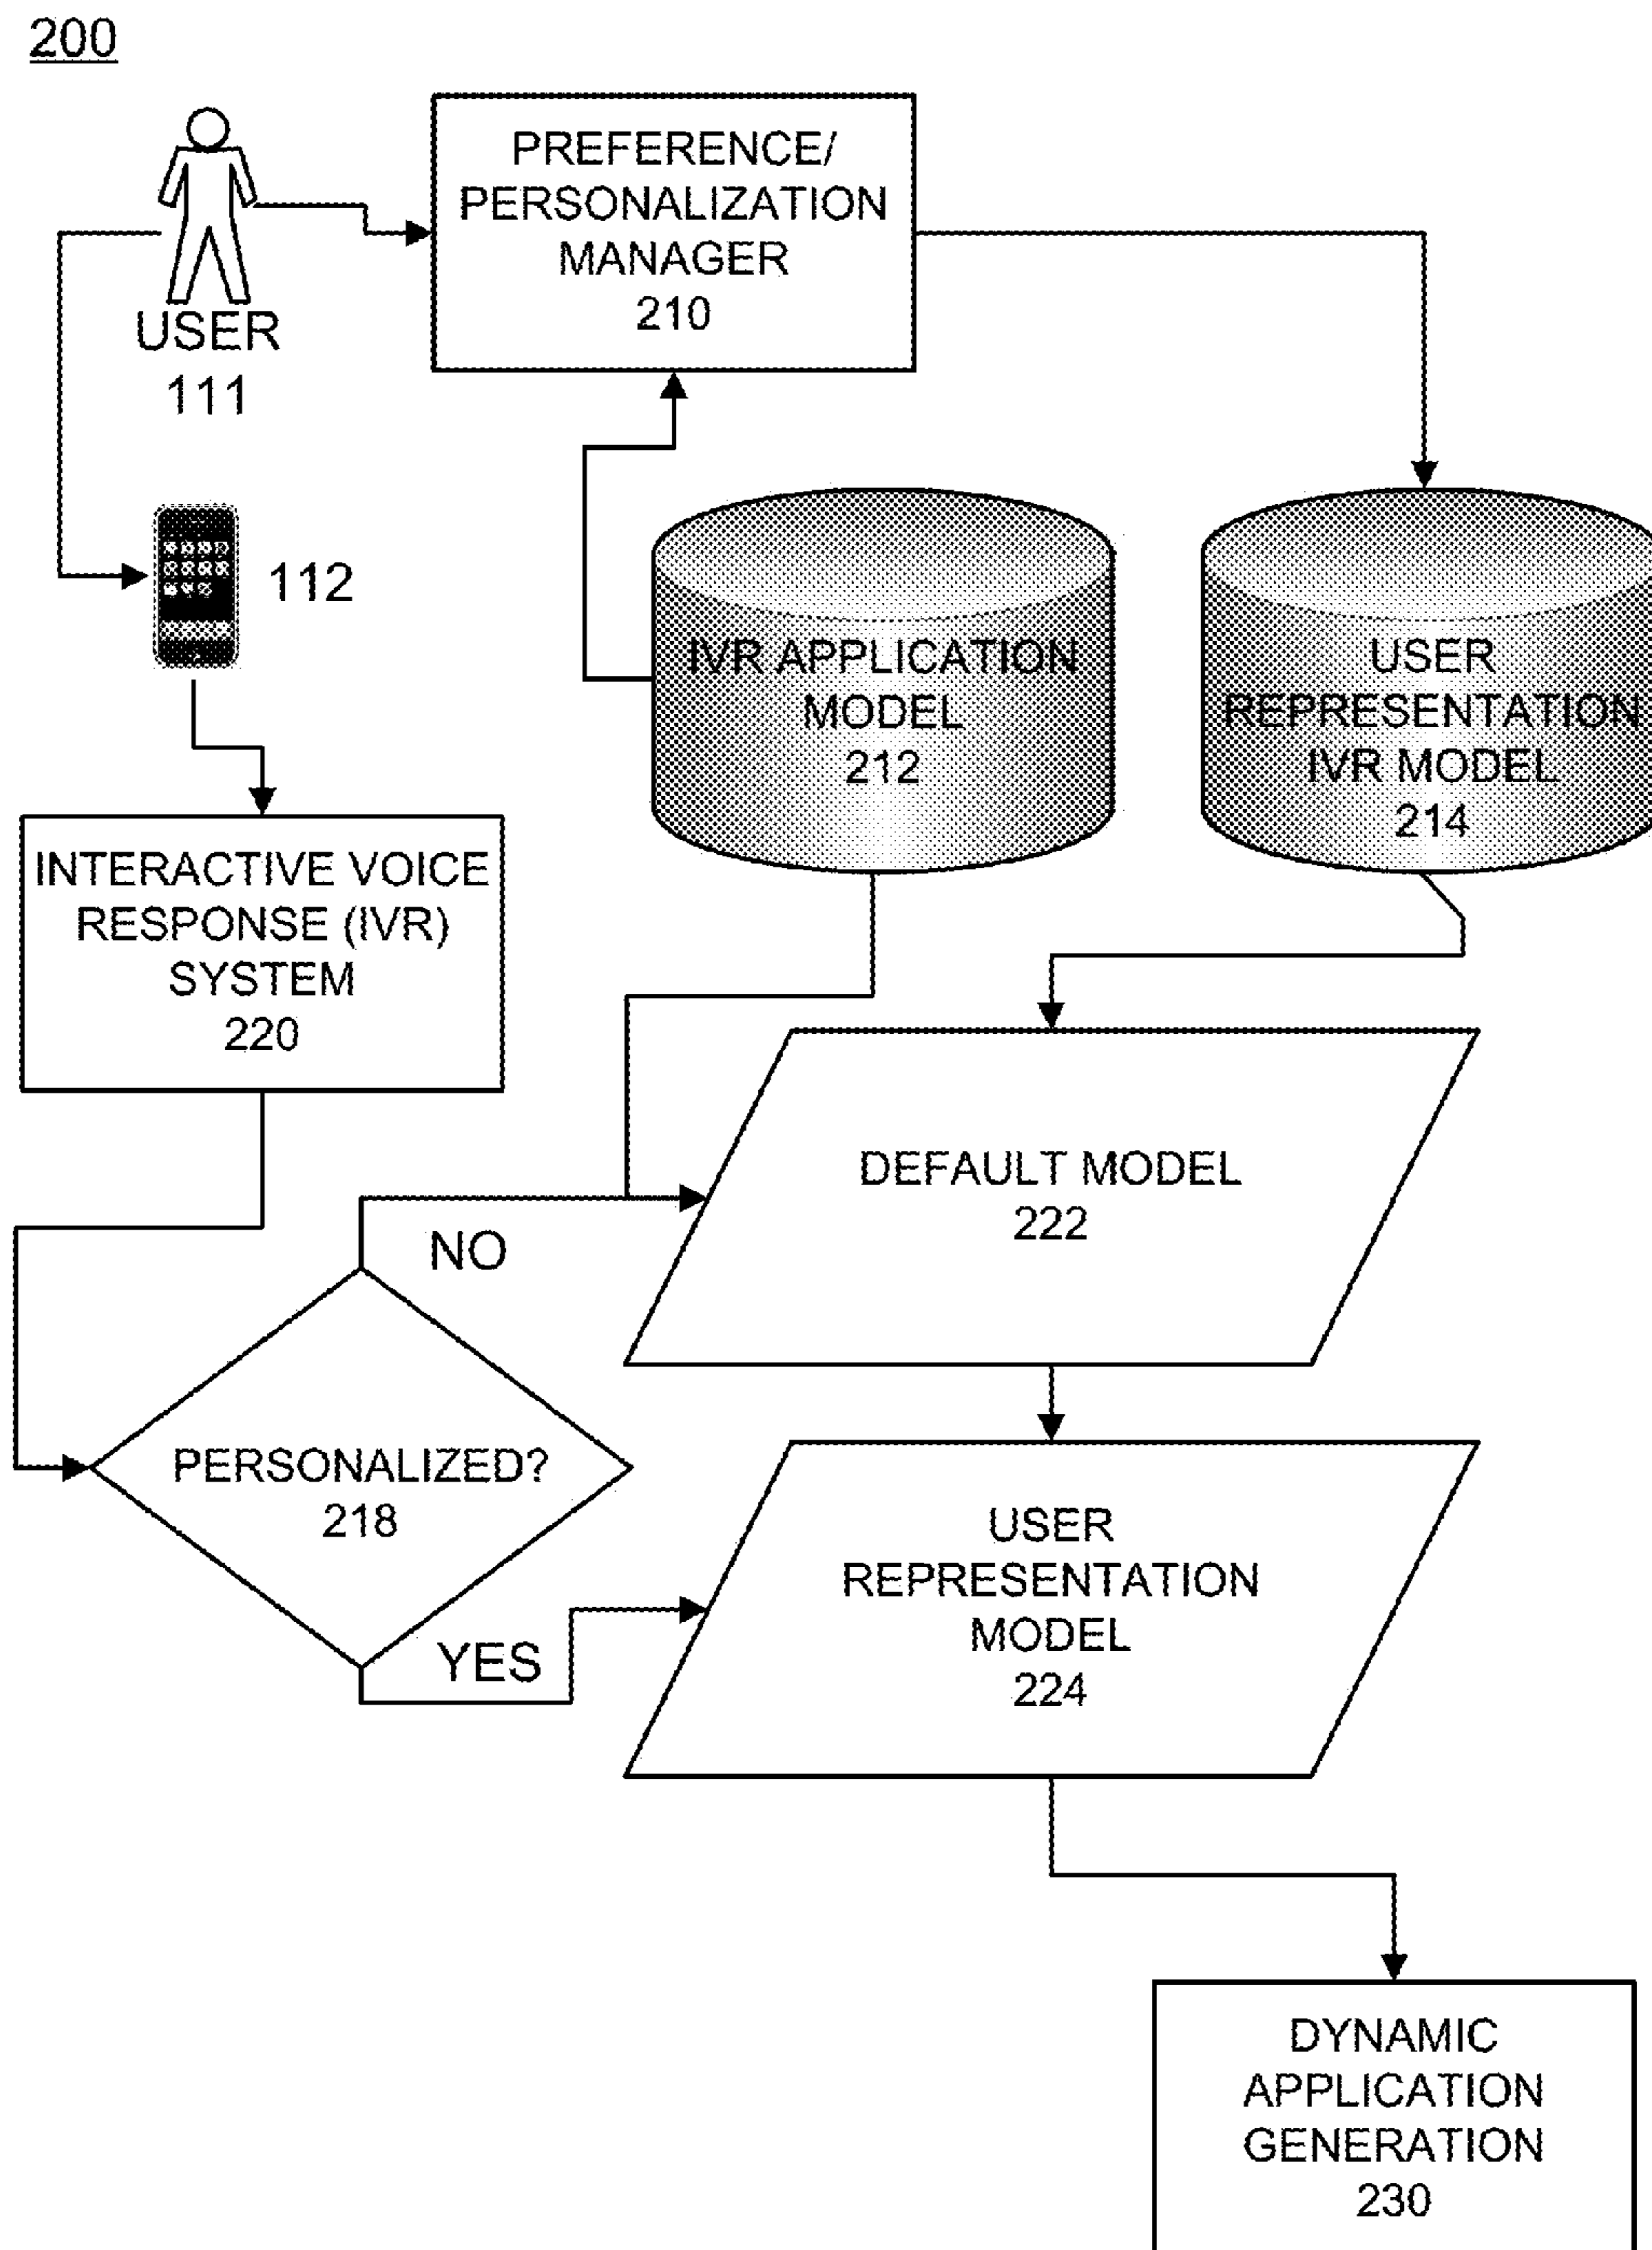 200
PREFERENCE/
PERSONALIZATION
MANAGER
210
USER
111
112
IVR APPLICATION
MODEL
212
USER
REPRESENTATION
IVR MODEL
214
INTERACTIVE VOICE
RESPONSE (IVR)
SYSTEM
220
DEFAULT MODEL
222
NO
PERSONALIZED?
218
YES
USER
REPRESENTATION
MODEL
224
DYNAMIC
APPLICATION
GENERATION
230